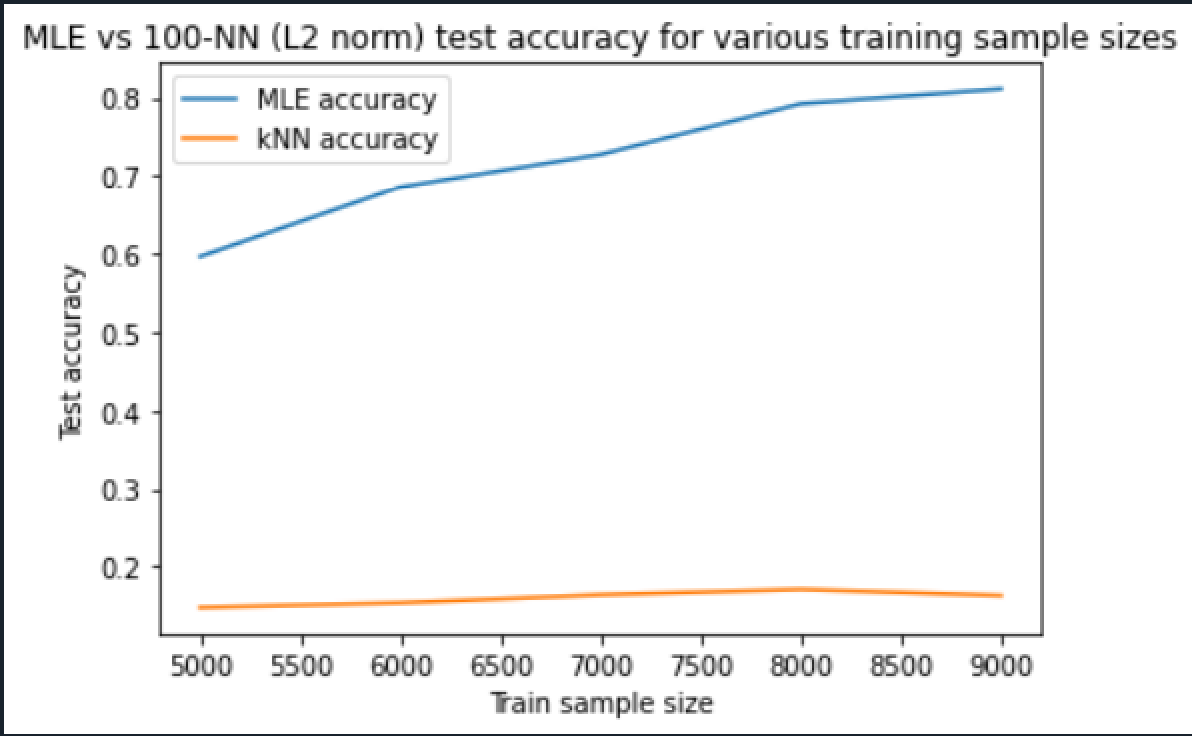 MLE vs 100-NN (L2 norm) test accuracy for various training sample sizes
MLE accuracy
kNN accuracy
0.8
0.7
0.6
0.5
0.4
0.3
0.2
Test accuracy
5000 5500 6000 6500 7000 7500 8000 8500 9000
Train sample size